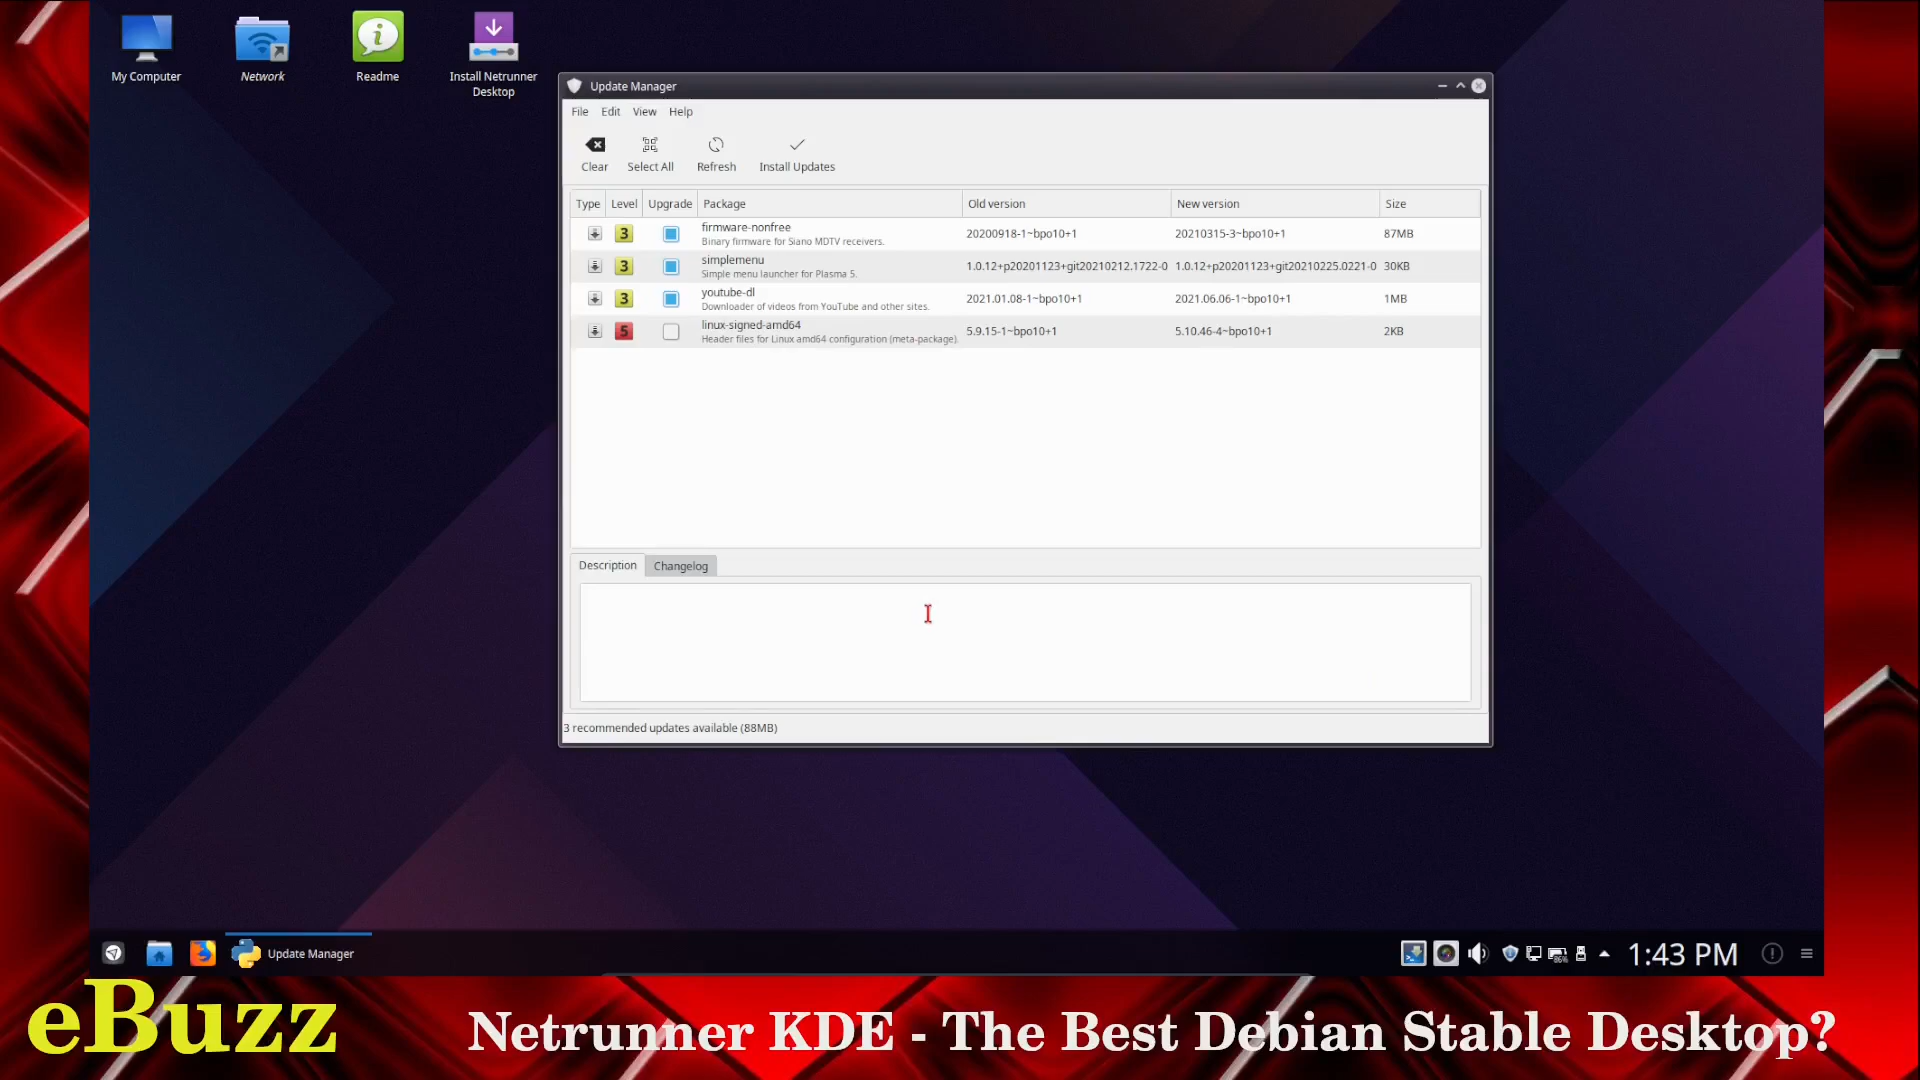 My Computer
Network
Readme
Install Netrunner
Desktop
Update Manager
File Edit View Help
Clear Select All Refresh Install Updates
Type Level Upgrade Package Old version New version Size
3 firmware-nonfree 20200918-1~bpo10+1 20210315-3~bpo10+1 87MB
Binary firmware for Siano MDTV receivers.
3 simplemenu 1.0.12+p20201123+git20210212.1722-0 1.0.12+p20201123+git20210225.0221-0 30KB
Simple menu launcher for Plasma 5.
3 youtube-dl 2021.01.08-1~bpo10+1 2021.06.06-1~bpo10+1 1MB
Downloader of videos from YouTube and other sites.
5 linux-signed-amd64 5.9.15-1~bpo10+1 5.10.46-4~bpo10+1 2KB
Header files for Linux amd64 configuration (meta-package).
Description Changelog
3 recommended updates available (88MB)
Update Manager
86%
1:43 PM
eBuzz
Netrunner KDE - The Best Debian Stable Desktop?